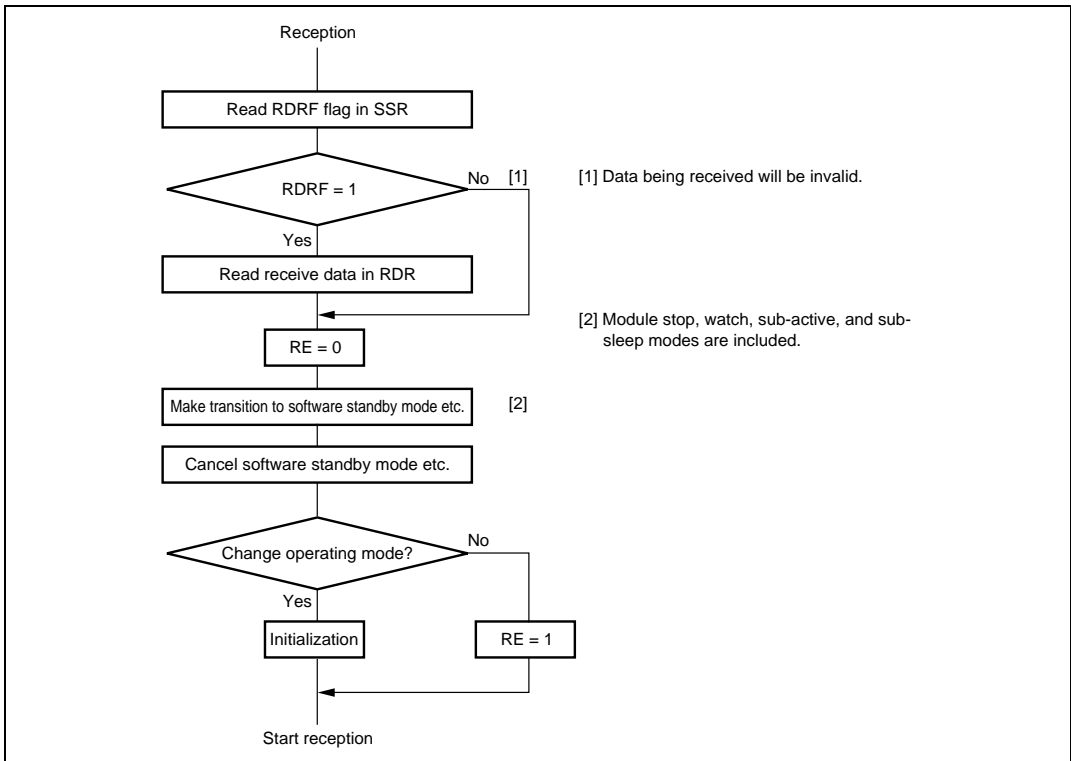 Reception
Read RDRF flag in SSR
RDRF = 1
No [1]
[1] Data being received will be invalid.
Yes
Read receive data in RDR
[2] Module stop, watch, sub-active, and sub-
sleep modes are included.
RE = 0
Make transition to software standby mode etc. [2]
Cancel software standby mode etc.
Change operating mode?
No
Yes
Initialization
RE = 1
Start reception